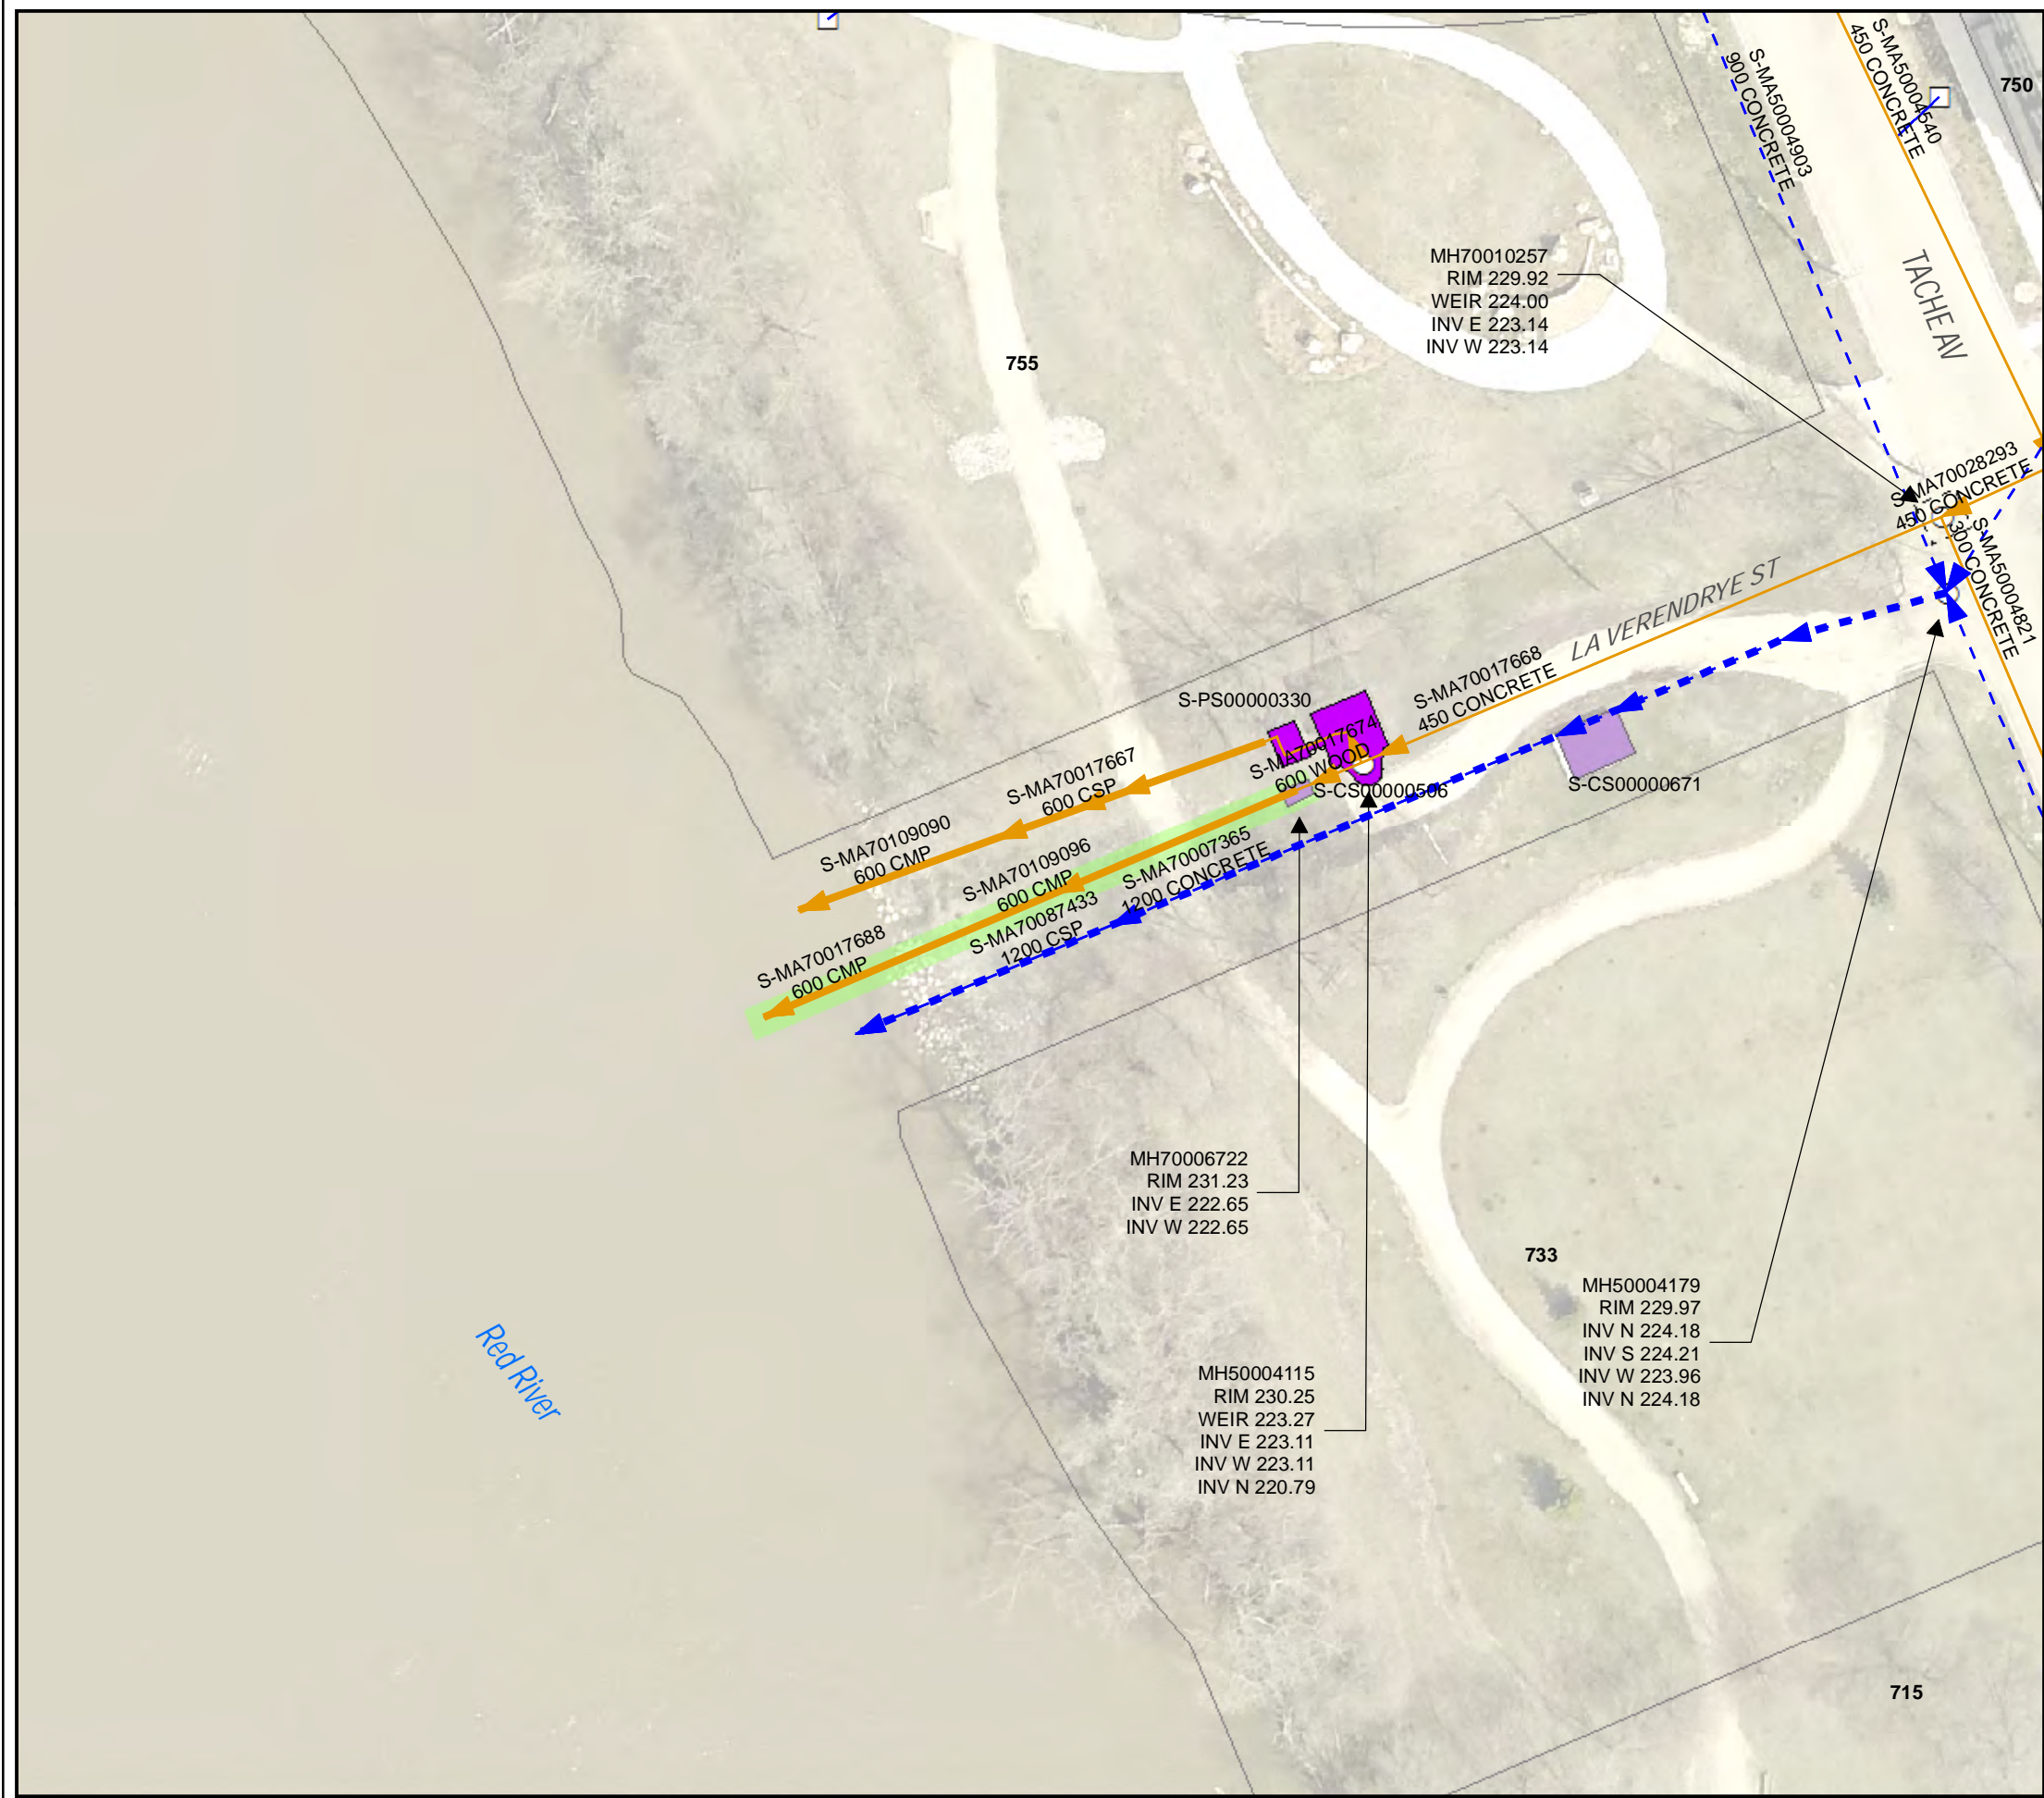 S-MA50004540
450 CONCRETE
750
S-MA50004903
900 CONCRETE
TACHE AV
MH70010257
RIM 229.92
WEIR 224.00
INV E 223.14
INV W 223.14
755
S-MA70028293
450 CONCRETE
S-MA50004821
300 CONCRETE
LA VERENDRYE ST
S-MA70017668
450 CONCRETE
S-PS00000330
S-MA70017674
600 WOOD
S-CS00000506
S-CS00000671
S-MA70017667
600 CSP
S-MA70109090
600 CMP
S-MA70109096
600 CMP
S-MA70007365
1200 CONCRETE
S-MA70087433
1200 CSP
S-MA70017688
600 CMP
MH70006722
RIM 231.23
INV E 222.65
INV W 222.65
733
MH50004179
RIM 229.97
INV N 224.18
INV S 224.21
INV W 223.96
INV N 224.18
Red River
MH50004115
RIM 230.25
WEIR 223.27
INV E 223.11
INV W 223.11
INV N 220.79
715